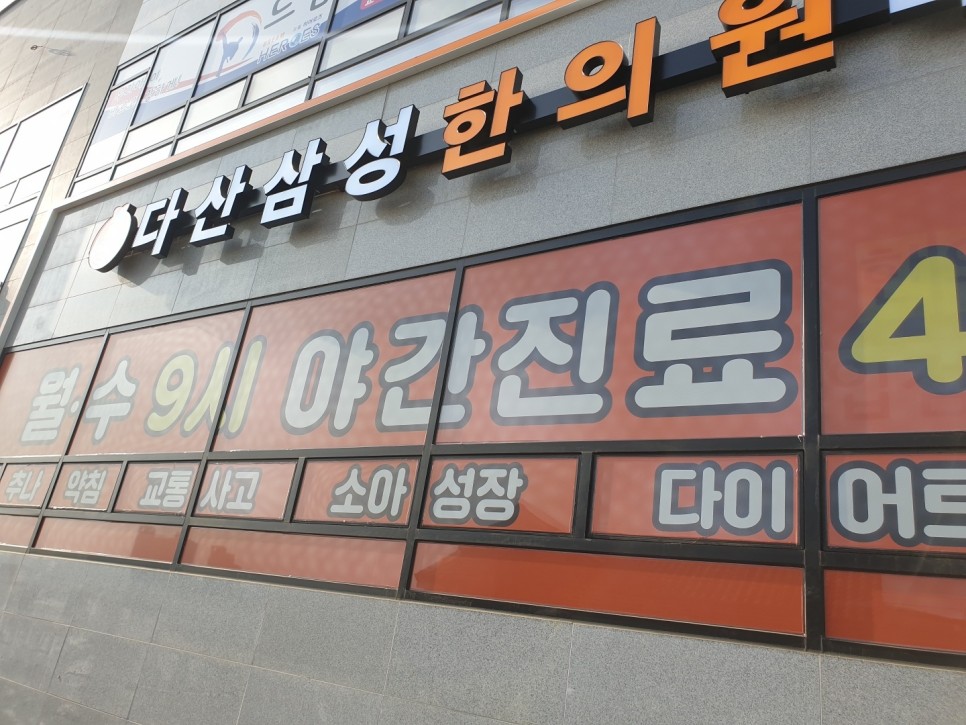 HEROES
다산삼성한의원
월·수 9시 야간진료 4
추나 약침 교통사고 소아성장 다이어트